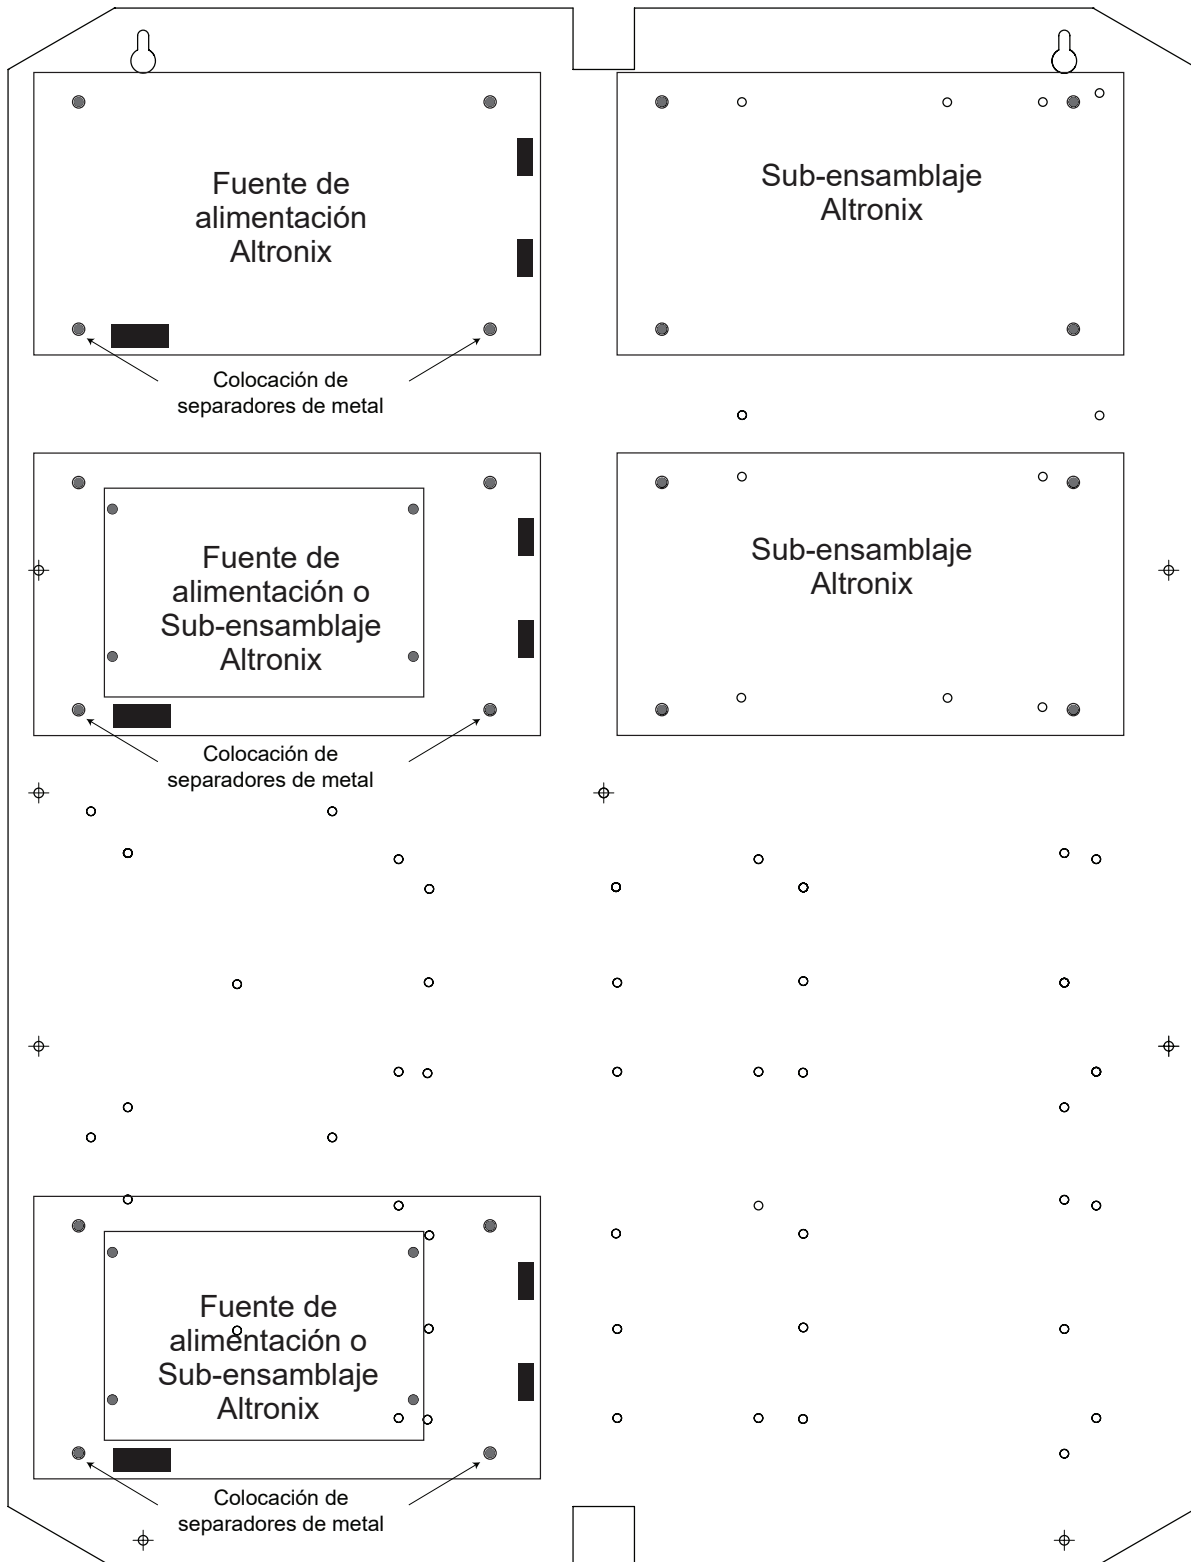 Fuente de
alimentación
Altronix
Sub-ensamblaje
Altronix
Colocación de
separadores de metal
Fuente de
alimentación o
Sub-ensamblaje
Altronix
Sub-ensamblaje
Altronix
Colocación de
separadores de metal
Fuente de
alimentación o
Sub-ensamblaje
Altronix
Colocación de
separadores de metal